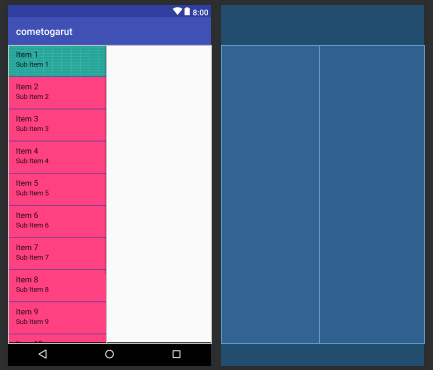 8:00
cometogarut
Item 1
Sub Item 1
Item 2
Sub Item 2
Item 3
Sub Item 3
Item 4
Sub Item 4
Item 5
Sub Item 5
Item 6
Sub Item 6
Item 7
Sub Item 7
Item 8
Sub Item 8
Item 9
Sub Item 9